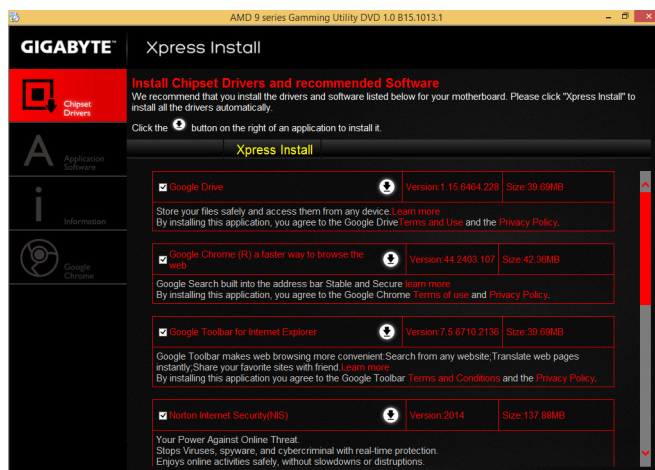 AMD 9 series Gamming Utility DVD 1.0 B15.1013.1
GIGABYTE™
Xpress Install
Chipset
Drivers
Application
Software
Information
Google
Chrome
Install Chipset Drivers and recommended Software
We recommend that you install the drivers and software listed below for your motherboard. Please click "Xpress Install" to
install all the drivers automatically.
Click the button on the right of an application to install it.
Xpress Install
Google Drive Version:1.15.6464.228 Size:39.69MB
Store your files safely and access them from any device.Learn more
By installing this application, you agree to the Google DriveTerms and Use and the Privacy Policy.
Google Chrome (R) a faster way to browse the
web Version:44.2403.107 Size:42.36MB
Google Search built into the address bar Stable and Secure learn more
By installing this application, you agree to the Google Chrome Terms of use and Privacy Policy.
Google Toolbar for Internet Explorer Version:7.5.6710.2136 Size:39.69MB
Google Toolbar makes web browsing more convenient:Search from any website;Translate web pages
instantly;Share your favorite sites with friend.Learn more
By installing this application you agree to the Google Toolbar Terms and Conditions and the Privacy Policy.
Norton Internet Security(NIS) Version:2014 Size:137.88MB
Your Power Against Online Threat.
Stops Viruses, spyware, and cybercriminal with real-time protection.
Enjoys online activities safely, without slowdowns or distruptions.